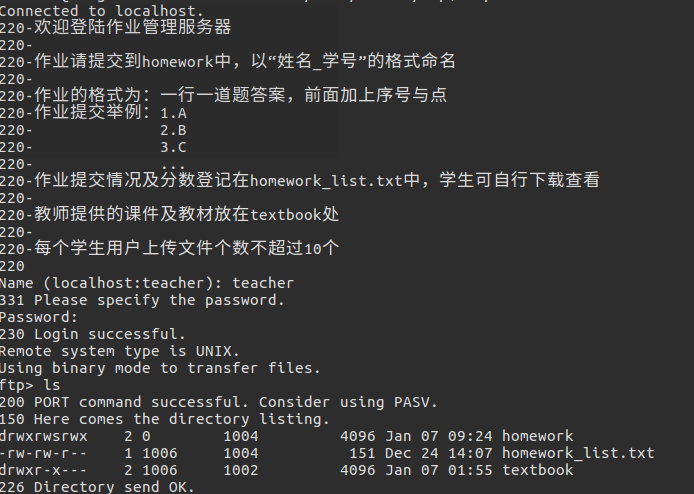 Connected to localhost.
220-欢迎登陆作业管理服务器
220-
220-作业请提交到homework中，以“姓名_学号”的格式命名
220-
220-作业的格式为：一行一道题答案，前面加上序号与点
220-作业提交举例：1.A
220-              2.B
220-              3.C
220-              ...
220-作业提交情况及分数登记在homework_list.txt中，学生可自行下载查看
220-
220-教师提供的课件及教材放在textbook处
220-
220-每个学生用户上传文件个数不超过10个
220
Name (localhost:teacher): teacher
331 Please specify the password.
Password:
230 Login successful.
Remote system type is UNIX.
Using binary mode to transfer files.
ftp> ls
200 PORT command successful. Consider using PASV.
150 Here comes the directory listing.
drwxrwsrwx    2 0        1004         4096 Jan 07 09:24 homework
-rw-rw-r--    1 1006     1004          151 Dec 24 14:07 homework_list.txt
drwxr-x---    2 1006     1002         4096 Jan 07 01:55 textbook
226 Directory send OK.